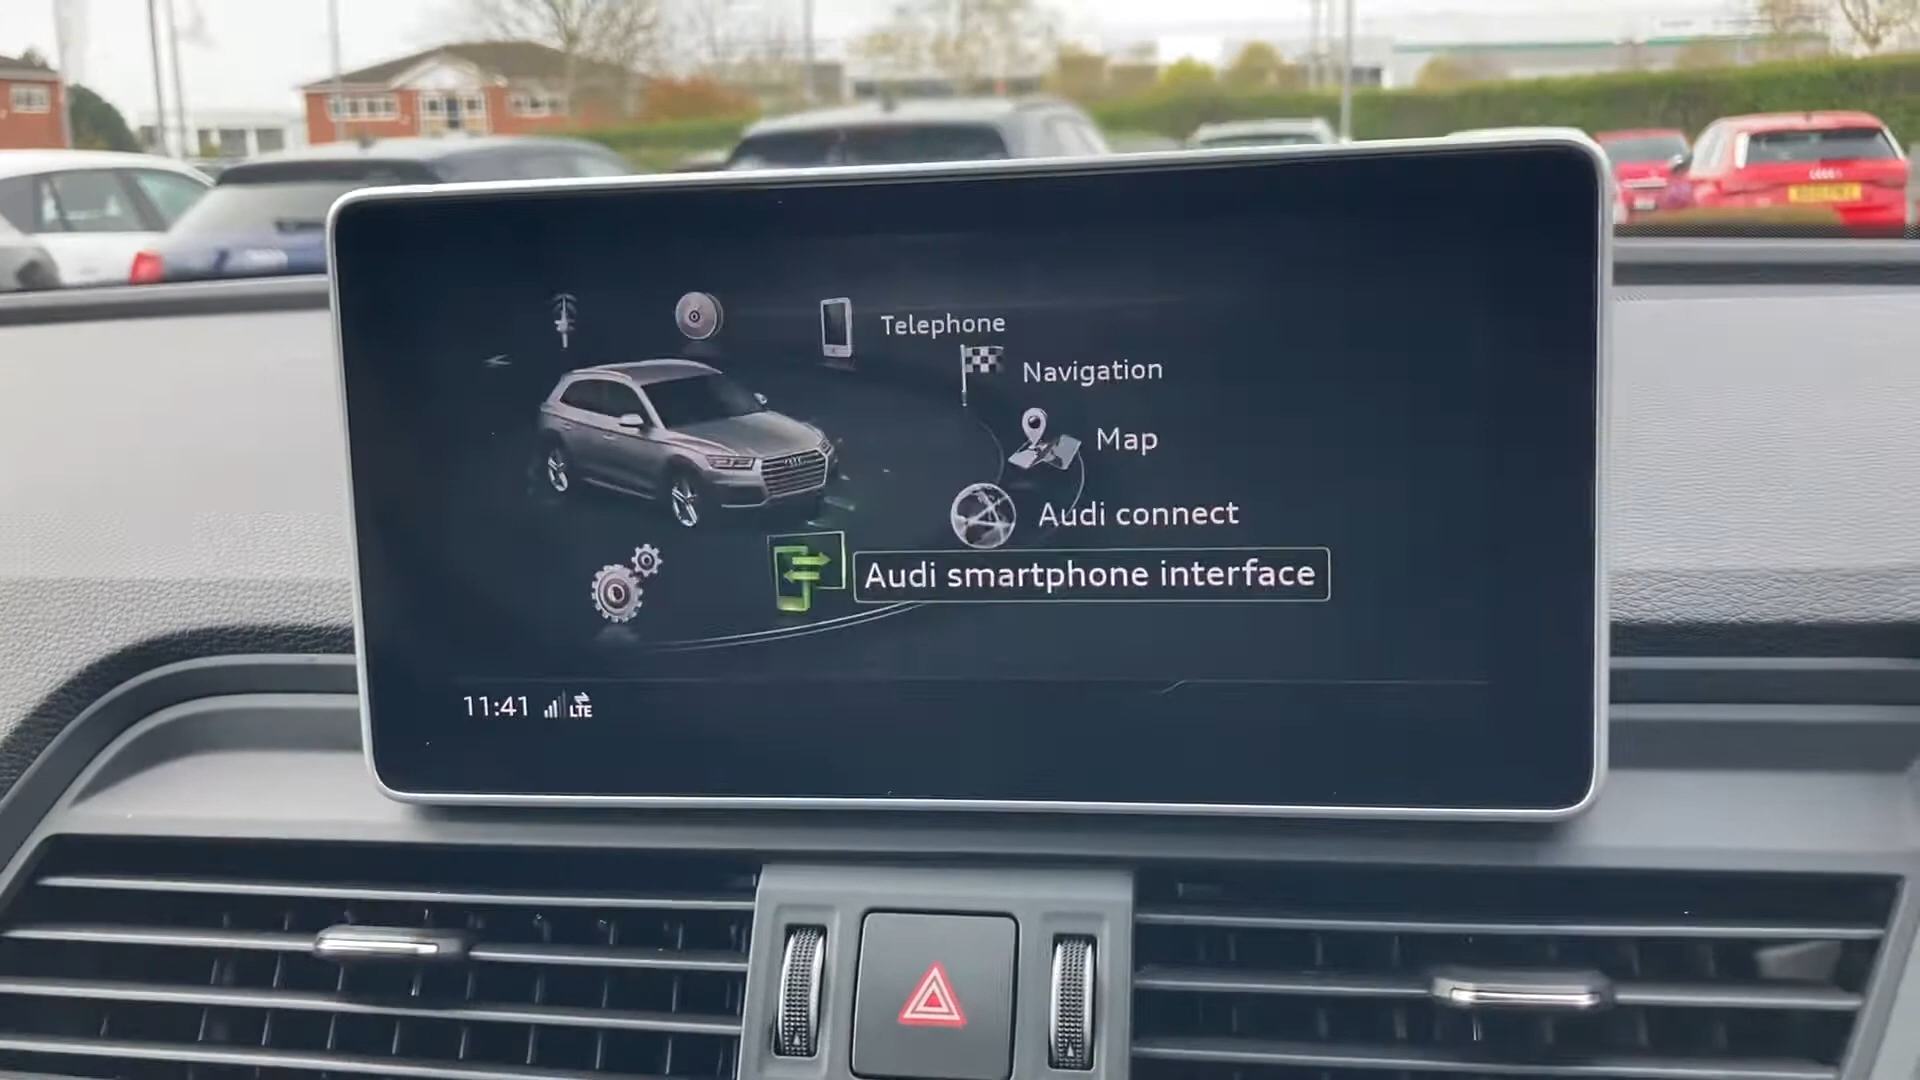 Telephone
Navigation
Map
Audi connect
Audi smartphone interface
11:41 LTE